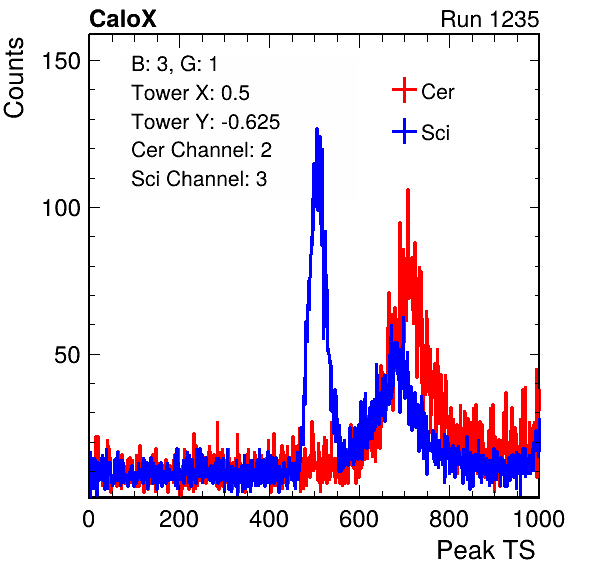 CaloX
Run 1235
Counts
150
100
50
B: 3, G: 1
Tower X: 0.5
Tower Y: -0.625
Cer Channel: 2
Sci Channel: 3
Cer
Sci
0 200 400 600 800 1000
Peak TS